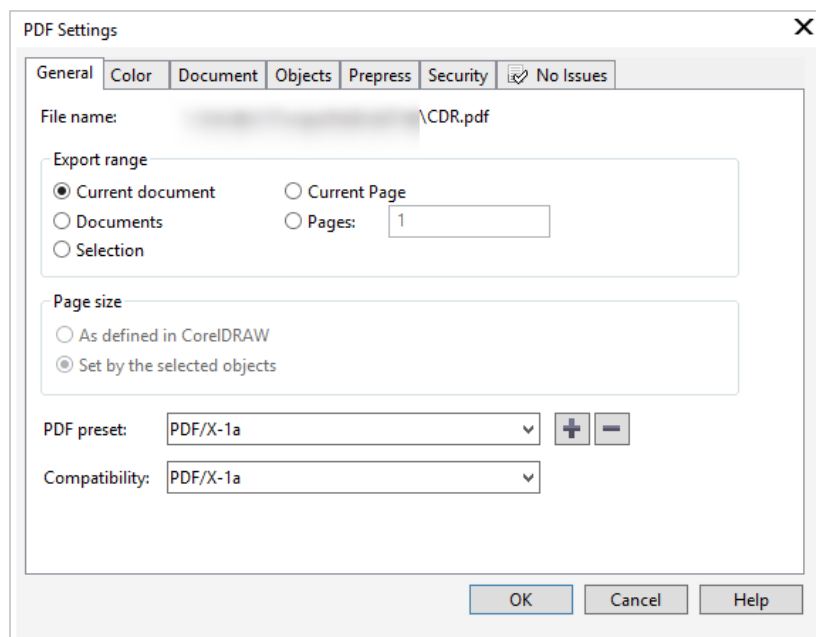 PDF Settings
General Color Document Objects Prepress Security No Issues
File name: \CDR.pdf
Export range
Current document Current Page
Documents Pages: 1
Selection
Page size
As defined in CorelDRAW
Set by the selected objects
PDF preset: PDF/X-1a
Compatibility: PDF/X-1a
OK Cancel Help